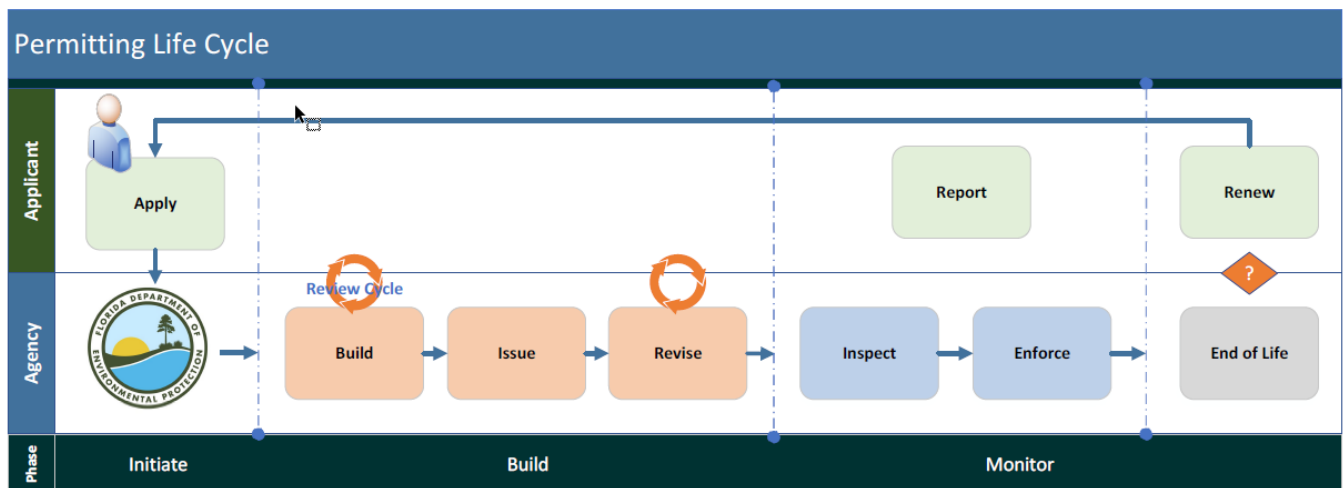 Permitting Life Cycle
Applicant
Apply
Report
Renew
?
Agency
FLORIDA DEPARTMENT OF
ENVIRONMENTAL PROTECTION
Review Cycle
Build
Issue
Revise
Inspect
Enforce
End of Life
Phase
Initiate
Build
Monitor